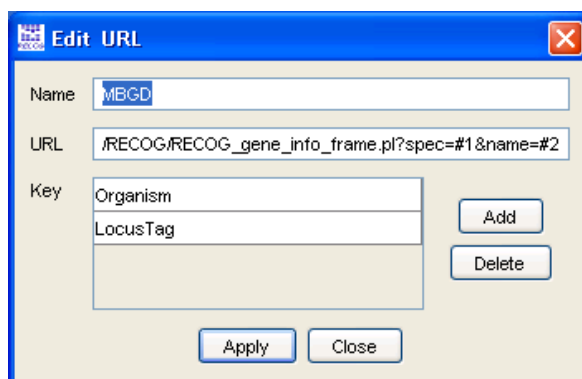 Edit URL
Name MBGD
URL /RECOG/RECOG_gene_info_frame.pl?spec=#1&name=#2
Key Organism
LocusTag
Add
Delete
Apply Close